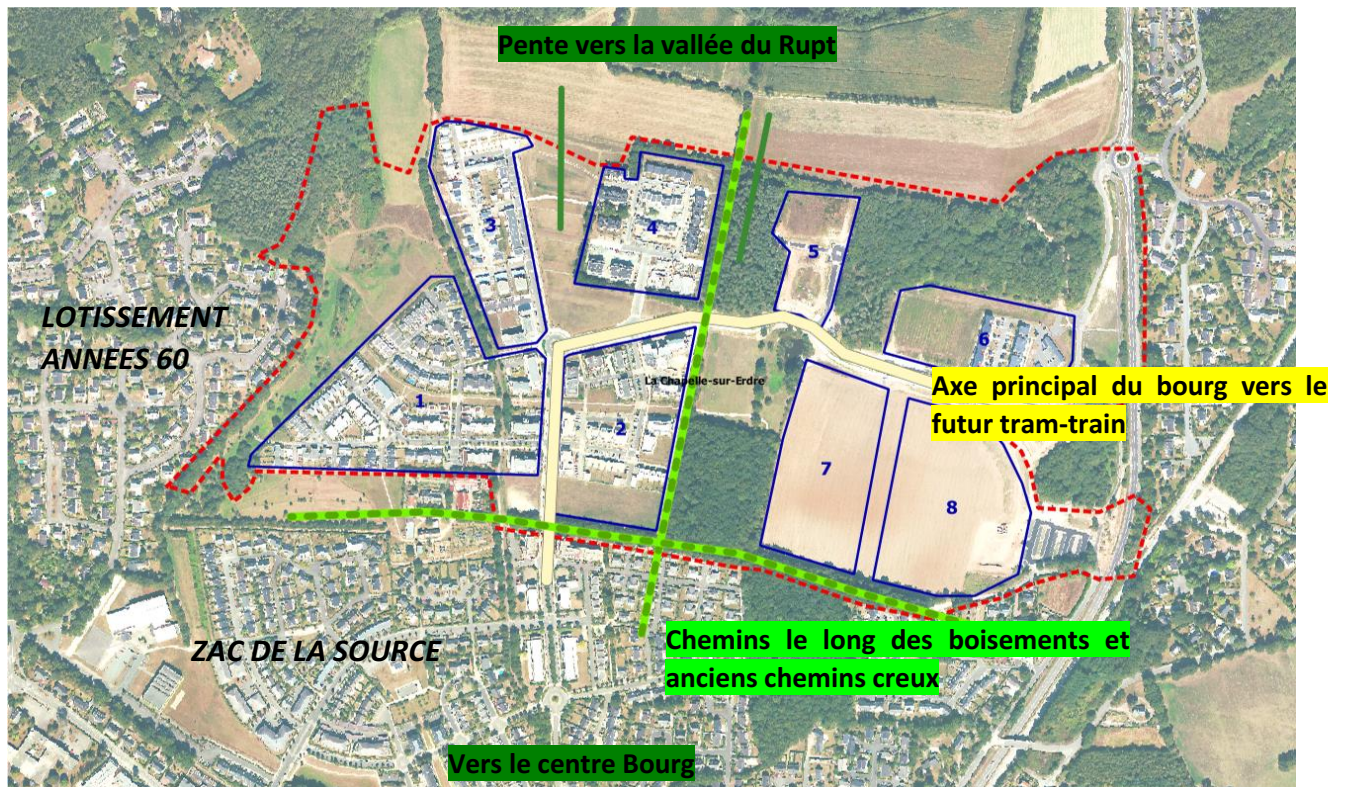 Pente vers la vallée du Rupt
3
4
5
LOTISSEMENT
ANNEES 60
6
La Chapelle-sur-Erdre
Axe principal du bourg vers le
futur tram-train
1
2
7
8
ZAC DE LA SOURCE
Chemins le long des boisements et
anciens chemins creux
Vers le centre Bourg